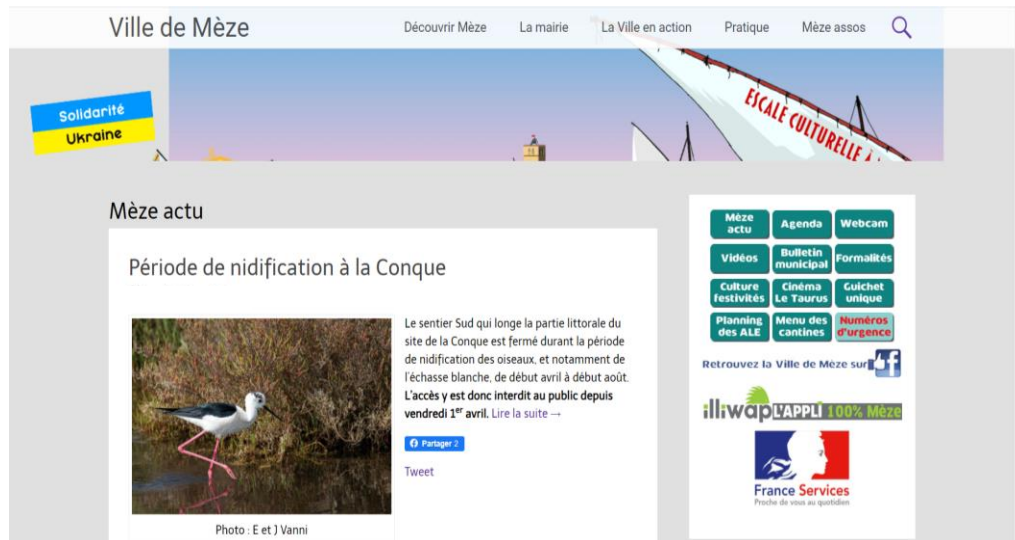 Ville de Mèze
Découvrir Mèze
La mairie
La Ville en action
Pratique
Mèze assos
Solidarité
Ukraine
ESCALE CULTURELLE À
Mèze actu
Période de nidification à la Conque
Le sentier Sud qui longe la partie littorale du
site de la Conque est fermé durant la période
de nidification des oiseaux, et notamment de
l'échasse blanche, de début avril à début août.
L'accès y est donc interdit au public depuis
vendredi 1er avril. Lire la suite →
Partager 2
Tweet
Photo : E et J Vanni
Mèze
actu
Agenda
Webcam
Vidéos
Bulletin
municipal
Formalités
Culture
festivités
Cinéma
Le Taurus
Guichet
unique
Planning
des ALE
Menu des
cantines
Numéros
d'urgence
Retrouvez la Ville de Mèze sur
illiwap L'APPLI 100% Mèze
France Services
Proche de vous au quotidien